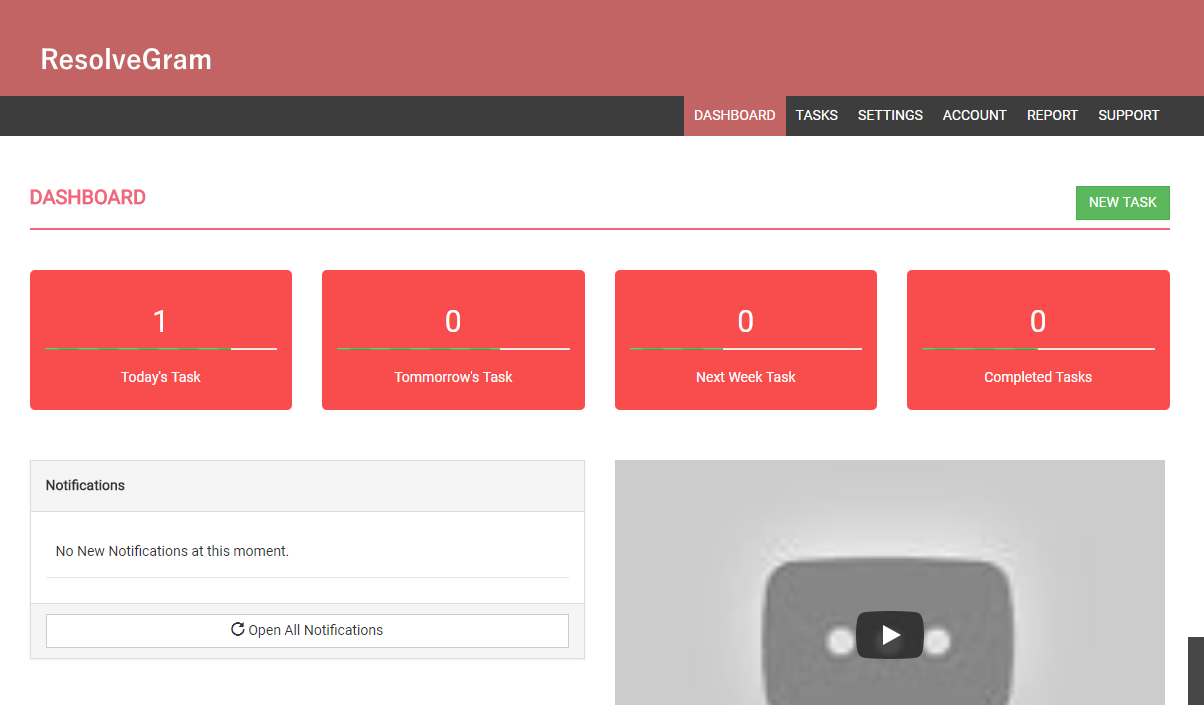 ResolveGram
DASHBOARD TASKS SETTINGS ACCOUNT REPORT SUPPORT
DASHBOARD
NEW TASK
1 0 0 0
Today's Task Tommorrow's Task Next Week Task Completed Tasks
Notifications
No New Notifications at this moment.
Open All Notifications